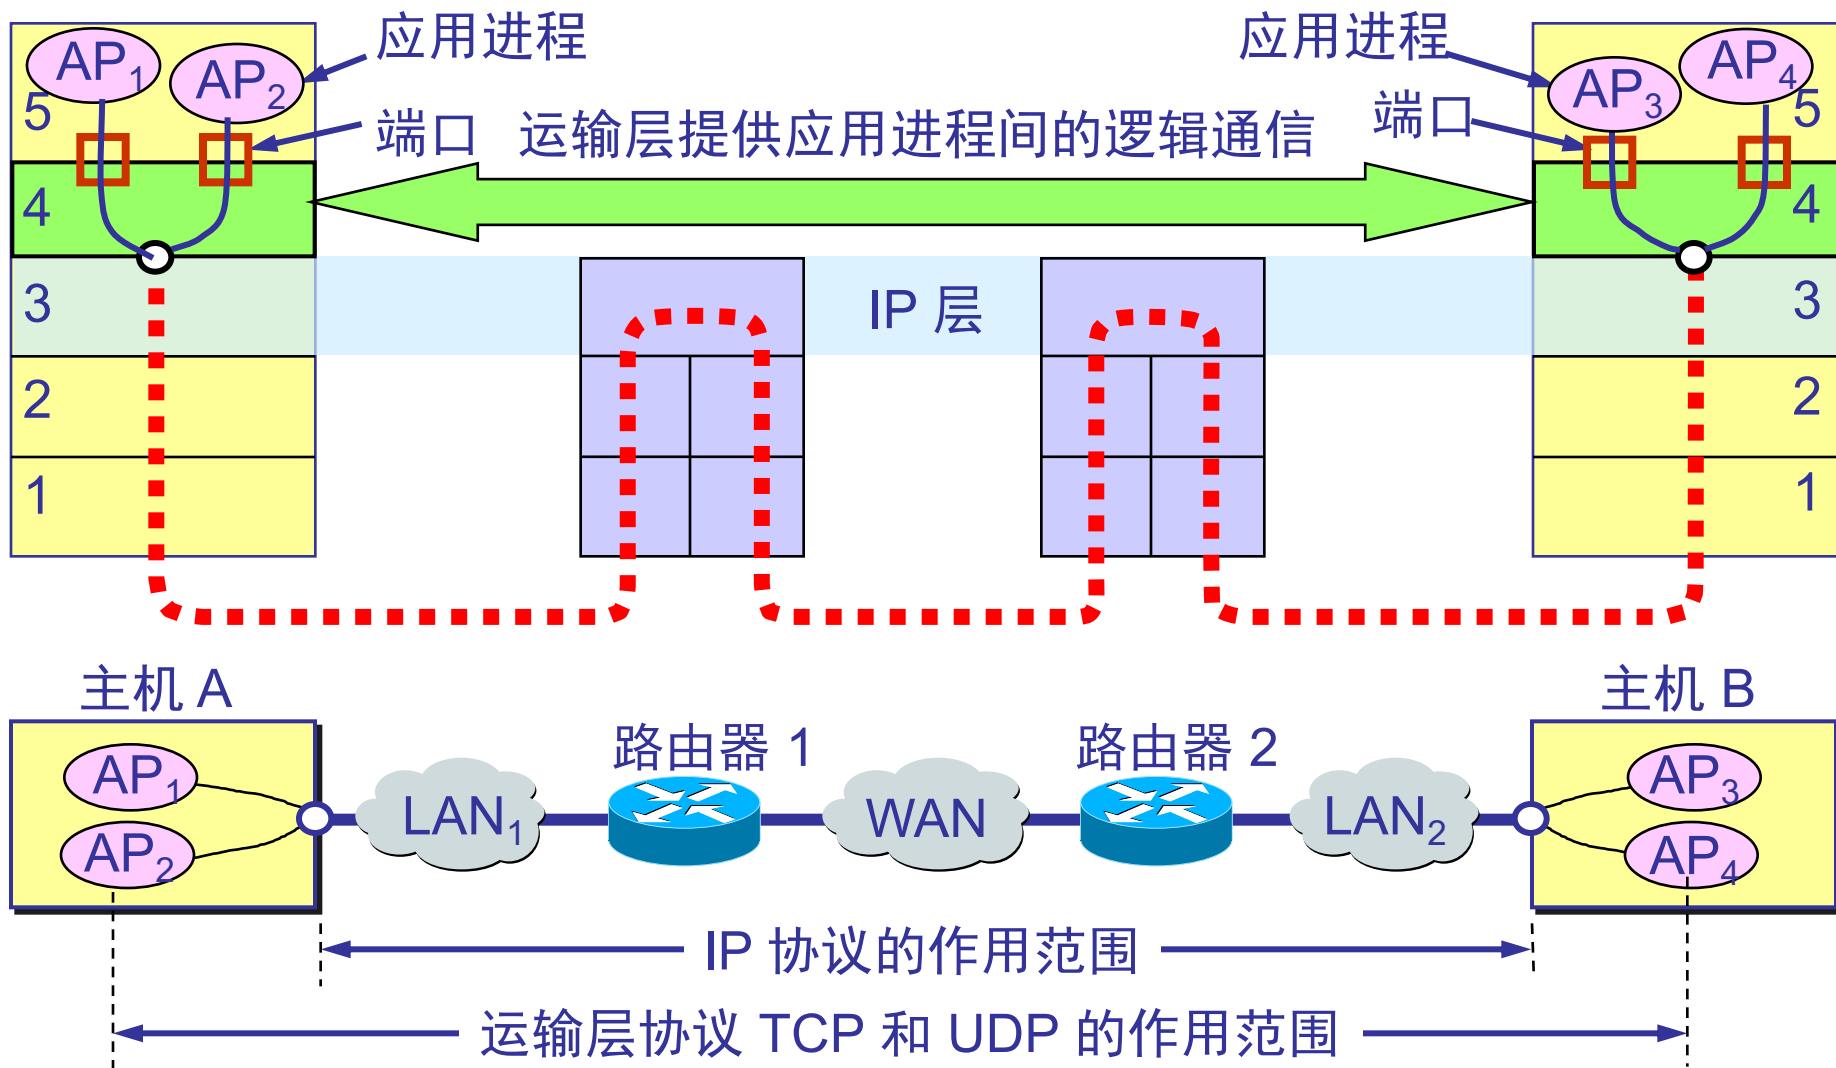 应用进程
应用进程
AP1
AP2
AP3
AP4
5
端口
运输层提供应用进程间的逻辑通信
端口
5
4
4
3
IP 层
3
2
2
1
1
主机 A
主机 B
路由器 1
路由器 2
AP1
AP2
LAN1
WAN
LAN2
AP3
AP4
IP 协议的作用范围
运输层协议 TCP 和 UDP 的作用范围